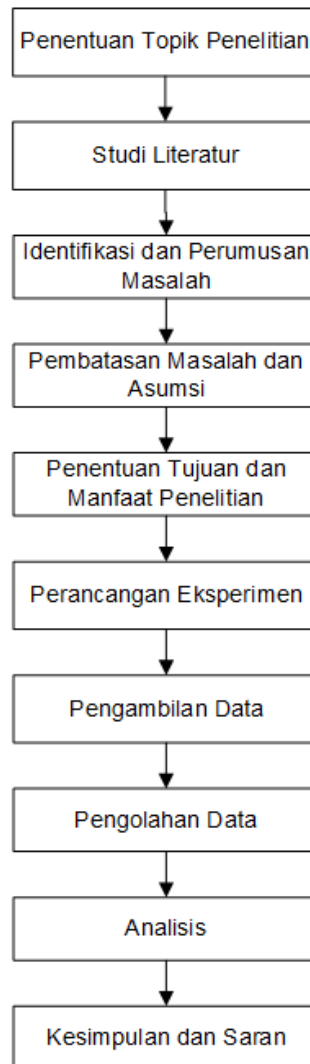 Penentuan Topik Penelitian
Studi Literatur
Identifikasi dan Perumusan
Masalah
Pembatasan Masalah dan
Asumsi
Penentuan Tujuan dan
Manfaat Penelitian
Perancangan Eksperimen
Pengambilan Data
Pengolahan Data
Analisis
Kesimpulan dan Saran